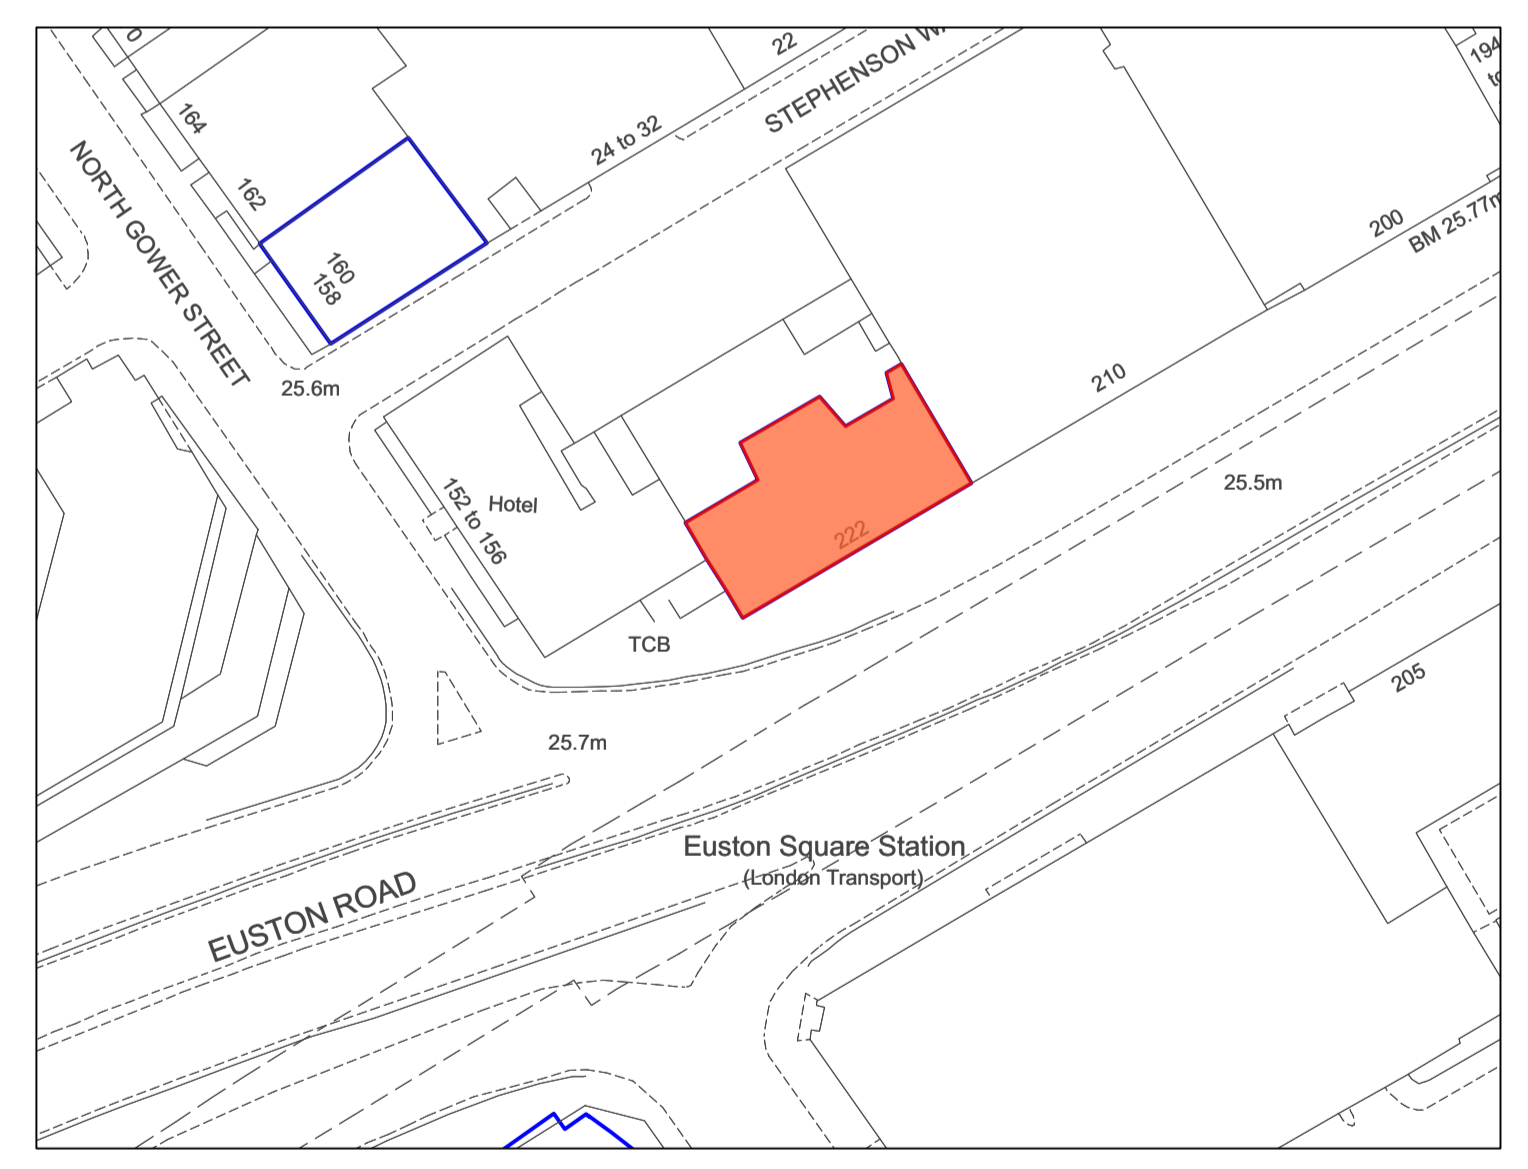 0
22
STEPHENSON W
194
to
164
24 to 32
NORTH GOWER STREET
162
200
BM 25.77m
160
158
25.6m
210
25.5m
152 to 156
Hotel
222
TCB
205
25.7m
Euston Square Station
(London Transport)
EUSTON ROAD